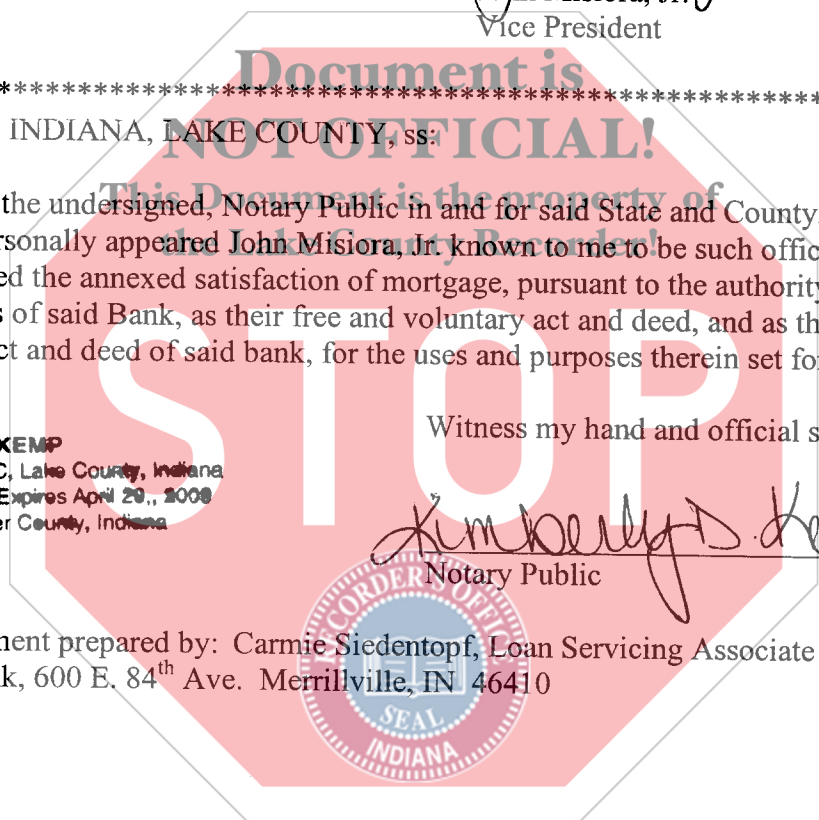 Misiora, Jr.
Vice President
Document is
****************************************************************************
INDIANA, LAKE COUNTY, ss:
NOT OFFICIAL!
This Document is the property of
the undersigned, Notary Public in and for said State and County
the Lake County Recorder!
rsonally appeared John Misiora, Jr. known to me to be such offic
ed the annexed satisfaction of mortgage, pursuant to the authority
s of said Bank, as their free and voluntary act and deed, and as th
ct and deed of said bank, for the uses and purposes therein set fo
STOP
Witness my hand and official s
KEMP
C, Lake County, Indiana
Expires April 29,, 2008
er County, Indiana
Kimberly D. Ke
Notary Public
RECORDER'S OFFICE
ment prepared by: Carmie Siedentopf, Loan Servicing Associate
k, 600 E. 84th Ave. Merrillville, IN 46410
SEAL
INDIANA